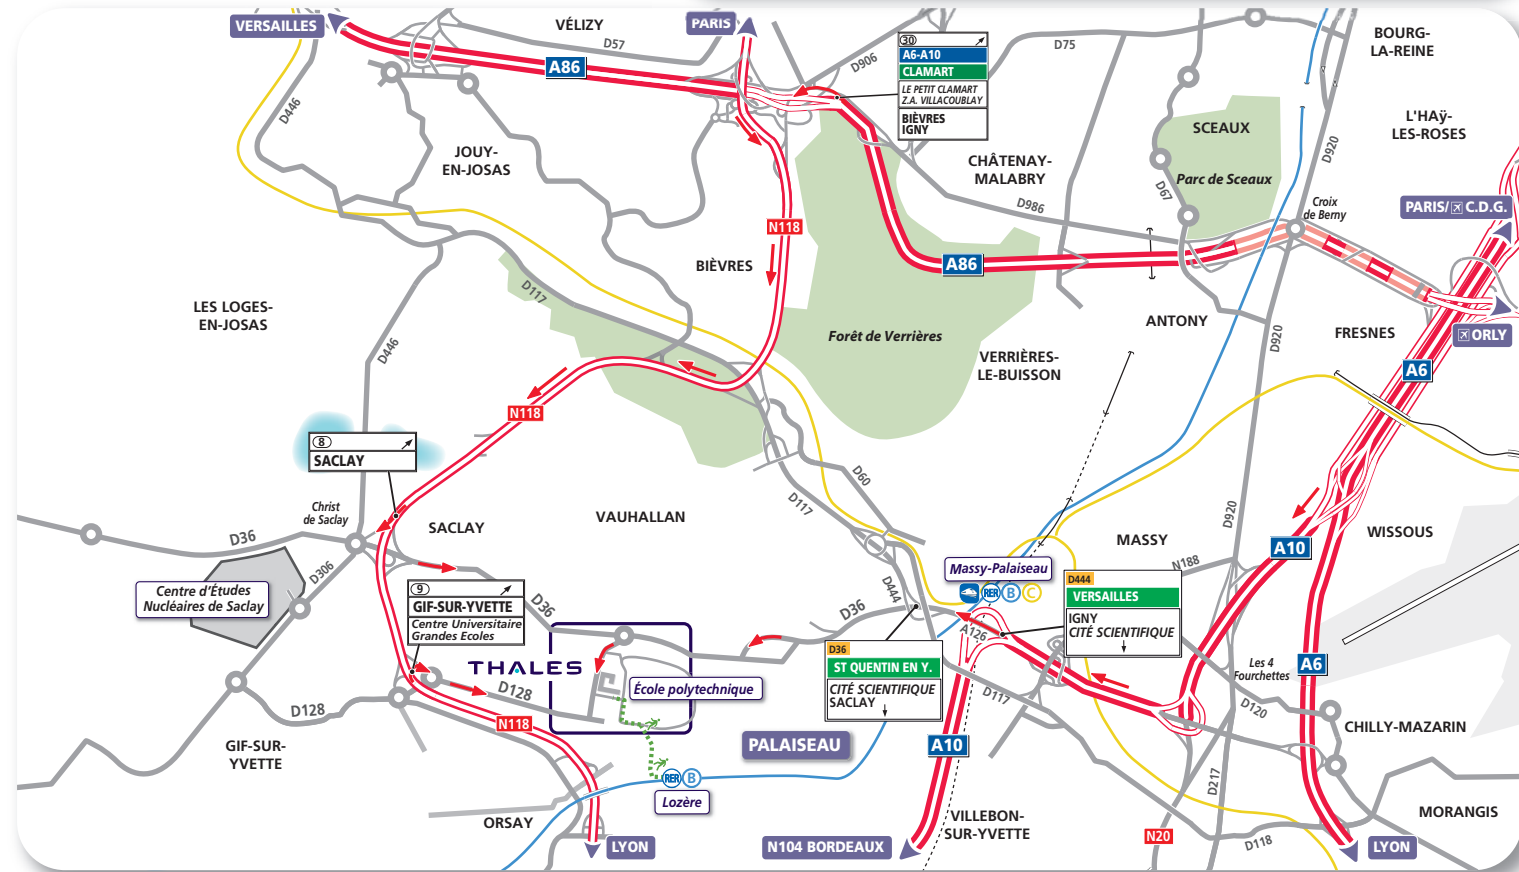 VERSAILLES
VÉLIZY
PARIS
D57
A86
D906
30
A6-A10
CLAMART
LE PETIT CLAMART
Z.A. VILLACOUBLAY
BIÈVRES
IGNY
D75
BOURG-
LA-REINE
SCEAUX
Parc de Sceaux
L'HAÿ-
LES-ROSES
D446
JOUY-
EN-JOSAS
CHÂTENAY-
MALABRY
D67
D920
D986
Croix
de Berny
PARIS/ C.D.G.
N118
BIÈVRES
A86
D117
LES LOGES-
EN-JOSAS
ANTONY
FRESNES
ORLY
Forêt de Verrières
VERRIÈRES-
LE-BUISSON
D920
D446
A6
N118
8
SACLAY
Christ
de Saclay
D36
SACLAY
VAUHALLAN
D60
D117
D920
WISSOUS
MASSY
A10
N188
D306
Centre d'Études
Nucléaires de Saclay
9
GIF-SUR-YVETTE
Centre Universitaire
Grandes Ecoles
D36
Massy-Palaiseau
RER B C
D444
D36
D444
VERSAILLES
IGNY
CITÉ SCIENTIFIQUE
A126
D36
ST QUENTIN EN Y.
CITÉ SCIENTIFIQUE
SACLAY
THALES
École polytechnique
D128
D128
N118
D117
Les 4
Fourchettes
A6
D120
CHILLY-MAZARIN
PALAISEAU
A10
GIF-SUR-
YVETTE
RER B
Lozère
D217
ORSAY
LYON
N104 BORDEAUX
VILLEBON-
SUR-YVETTE
N20
D118
LYON
MORANGIS